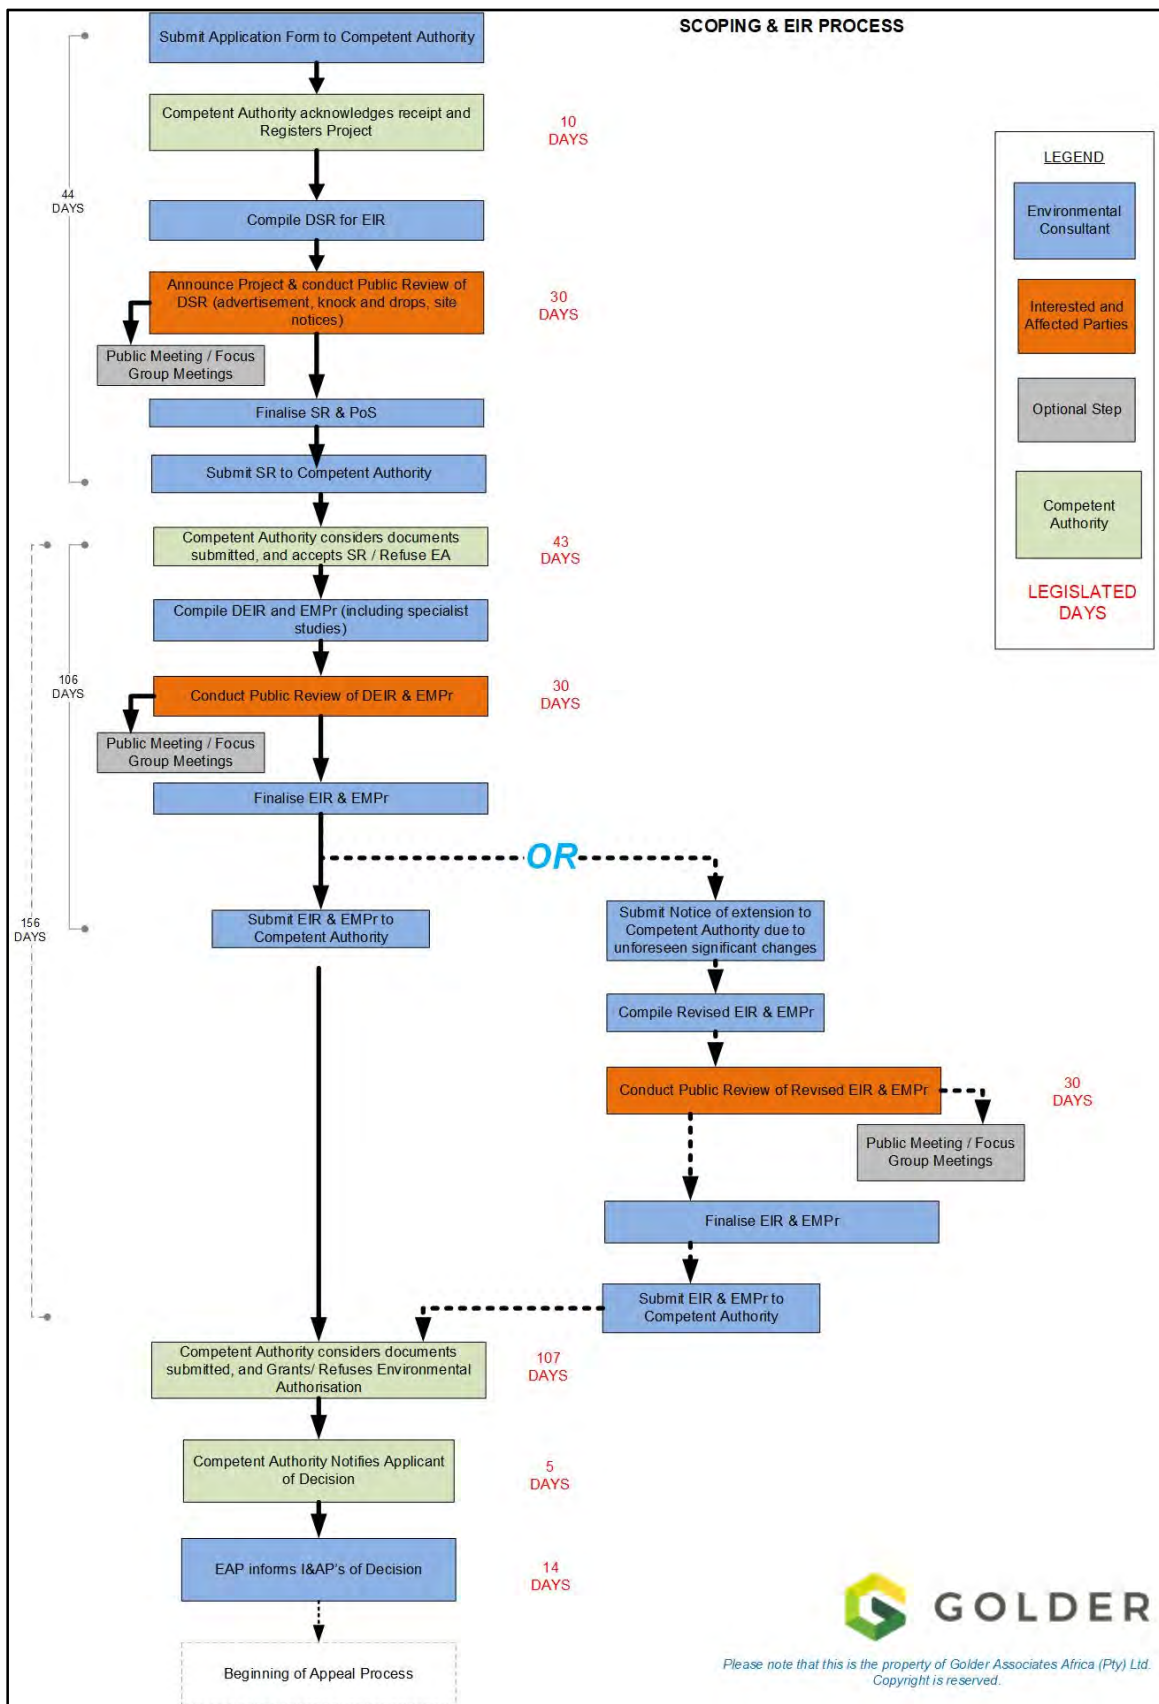 SCOPING & EIR PROCESS
Submit Application Form to Competent Authority
Competent Authority acknowledges receipt and
Registers Project
10
DAYS
44
DAYS
Compile DSR for EIR
Announce Project & conduct Public Review of
DSR (advertisement, knock and drops, site
notices)
30
DAYS
Public Meeting / Focus
Group Meetings
Finalise SR & PoS
Submit SR to Competent Authority
Competent Authority considers documents
submitted, and accepts SR / Refuse EA
43
DAYS
Compile DEIR and EMPr (including specialist
studies)
106
DAYS
Conduct Public Review of DEIR & EMPr
30
DAYS
Public Meeting / Focus
Group Meetings
Finalise EIR & EMPr
OR
156
DAYS
Submit EIR & EMPr to
Competent Authority
Submit Notice of extension to
Competent Authority due to
unforeseen significant changes
Compile Revised EIR & EMPr
Conduct Public Review of Revised EIR & EMPr
30
DAYS
Public Meeting / Focus
Group Meetings
Finalise EIR & EMPr
Submit EIR & EMPr to
Competent Authority
Competent Authority considers documents
submitted, and Grants/ Refuses Environmental
Authorisation
107
DAYS
Competent Authority Notifies Applicant
of Decision
5
DAYS
EAP informs I&AP's of Decision
14
DAYS
Beginning of Appeal Process
LEGEND
Environmental
Consultant
Interested and
Affected Parties
Optional Step
Competent
Authority
LEGISLATED
DAYS
GOLDER
Please note that this is the property of Golder Associates Africa (Pty) Ltd.
Copyright is reserved.